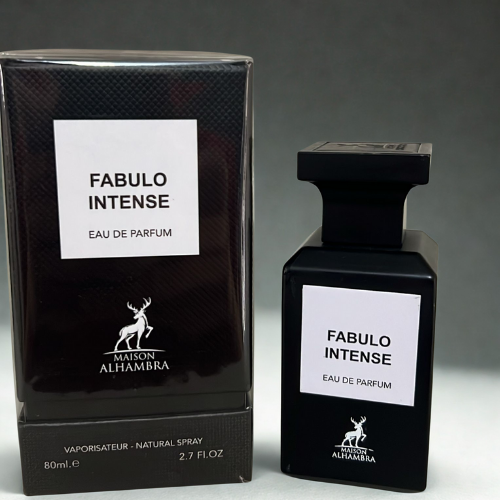 FABULO
INTENSE
EAU DE PARFUM
MAISON
ALHAMBRA
VAPORISATEUR - NATURAL SPRAY
80ml.e 2.7 Fl.OZ
FABULO
INTENSE
EAU DE PARFUM
MAISON
ALHAMBRA